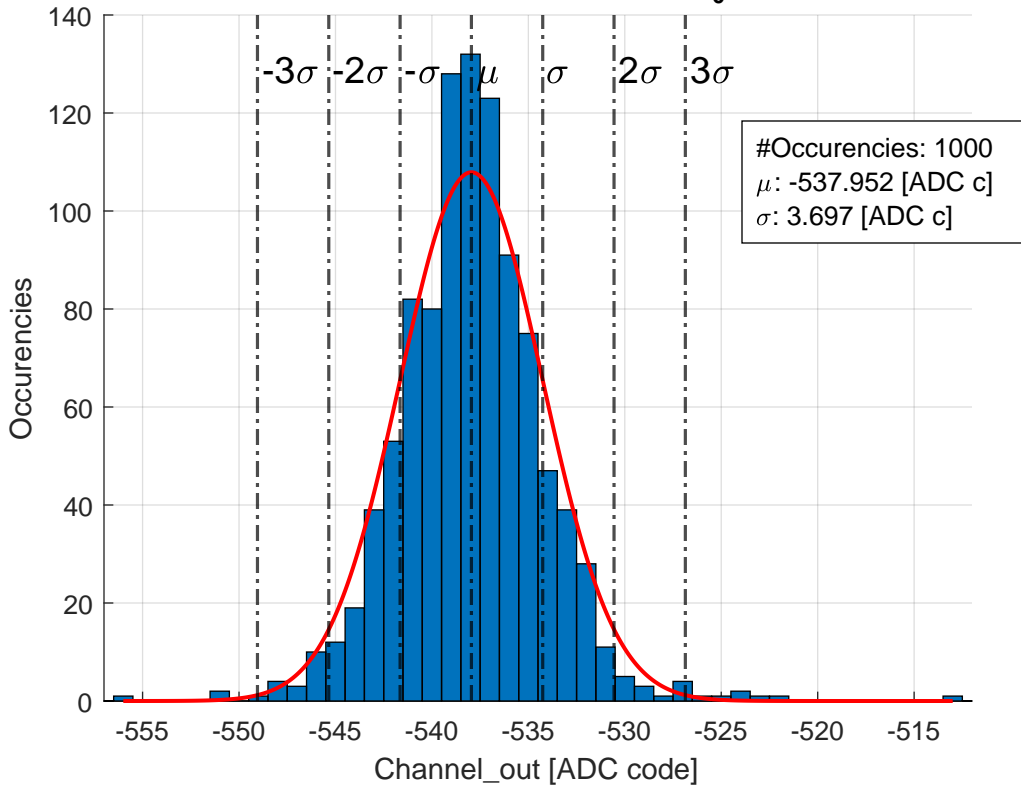 140
120
100
80
60
40
20
0
Occurencies
-3σ -2σ -σ μ σ 2σ 3σ
#Occurencies: 1000
μ: -537.952 [ADC c]
σ: 3.697 [ADC c]
-555 -550 -545 -540 -535 -530 -525 -520 -515
Channel_out [ADC code]